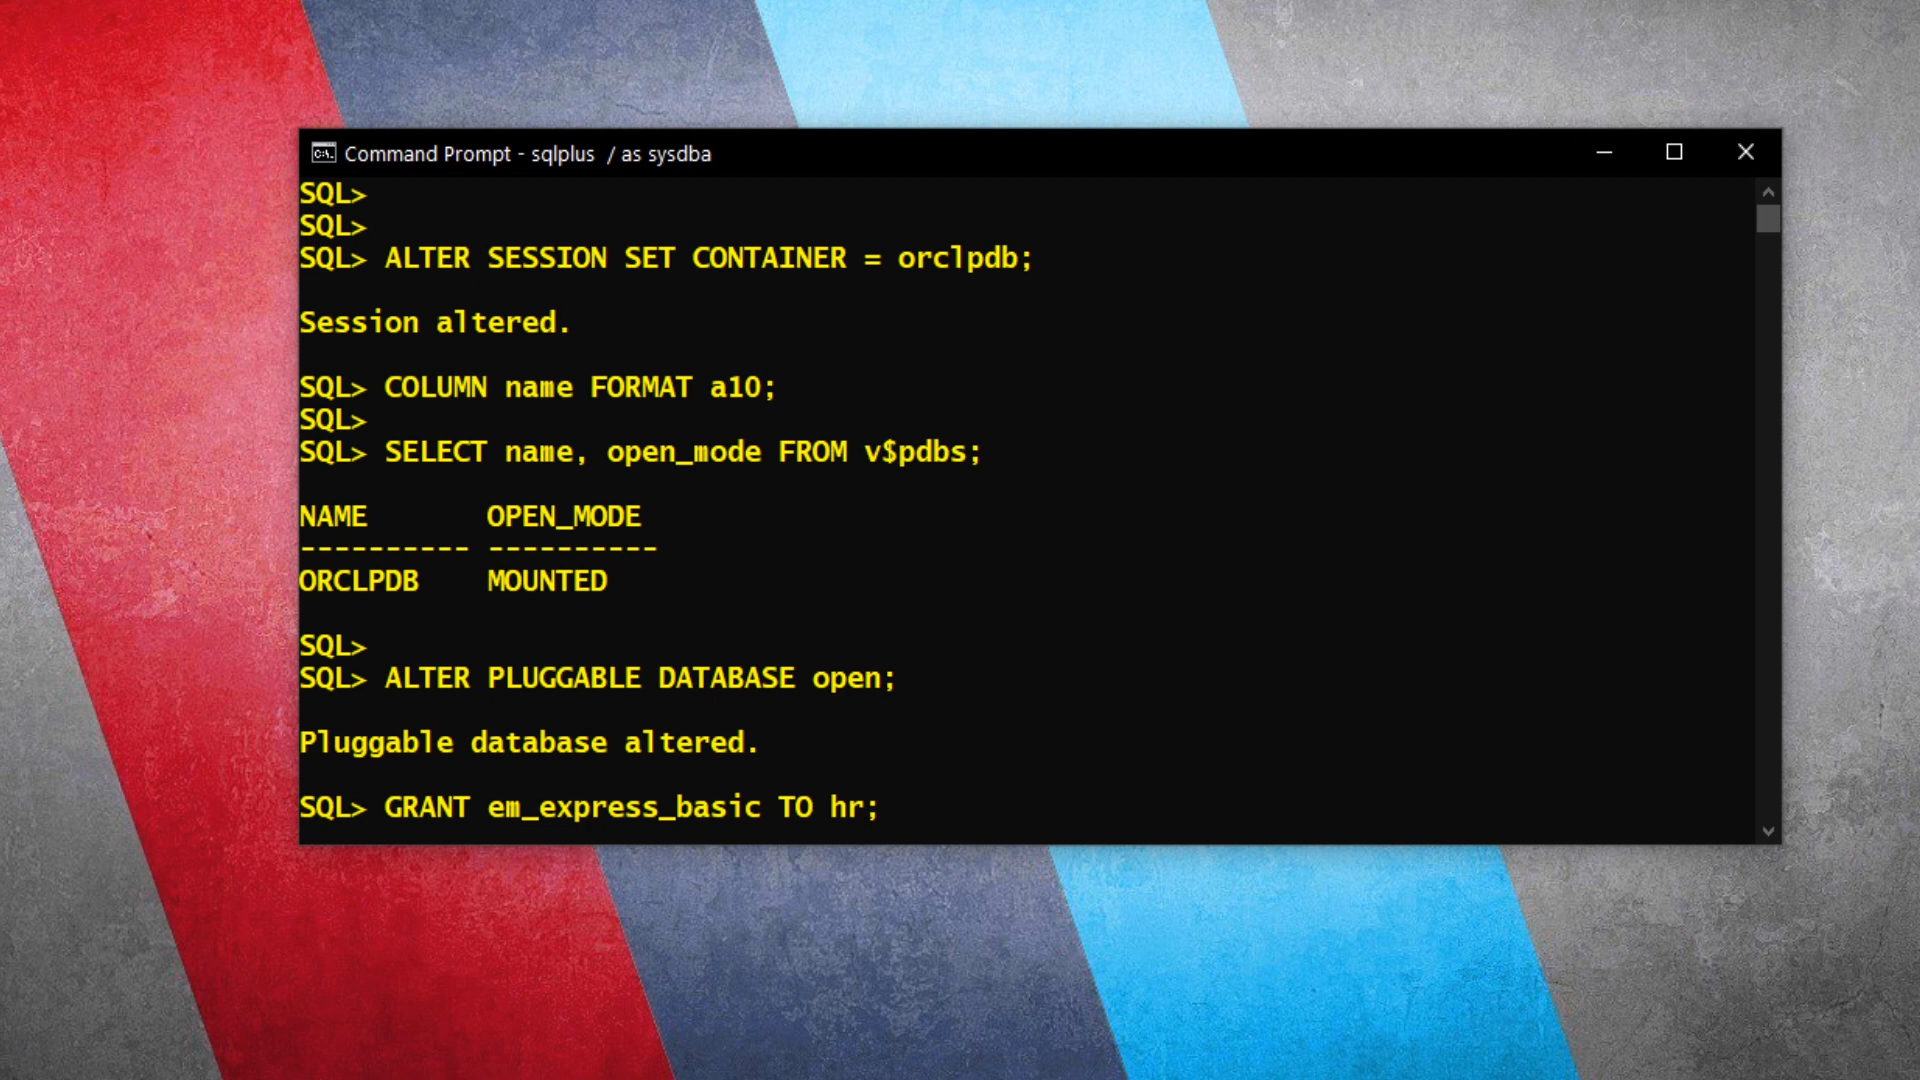 Command Prompt - sqlplus / as sysdba
SQL>
SQL>
SQL> ALTER SESSION SET CONTAINER = orclpdb;
Session altered.
SQL> COLUMN name FORMAT a10;
SQL>
SQL> SELECT name, open_mode FROM v$pdbs;
NAME       OPEN_MODE
---------- ----------
ORCLPDB    MOUNTED
SQL>
SQL> ALTER PLUGGABLE DATABASE open;
Pluggable database altered.
SQL> GRANT em_express_basic TO hr;